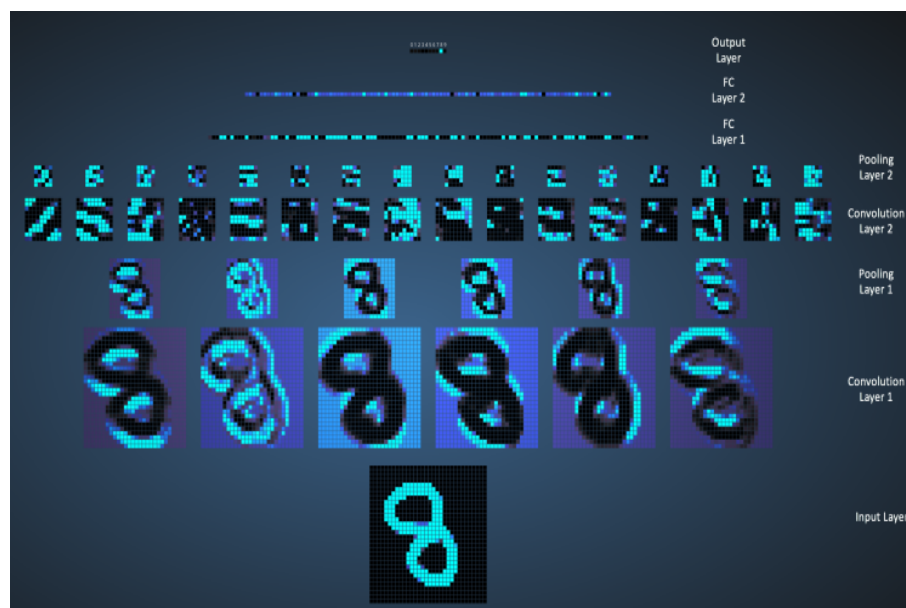 0123456789
Output
Layer
FC
Layer 2
FC
Layer 1
Pooling
Layer 2
Convolution
Layer 2
Pooling
Layer 1
Convolution
Layer 1
Input Layer